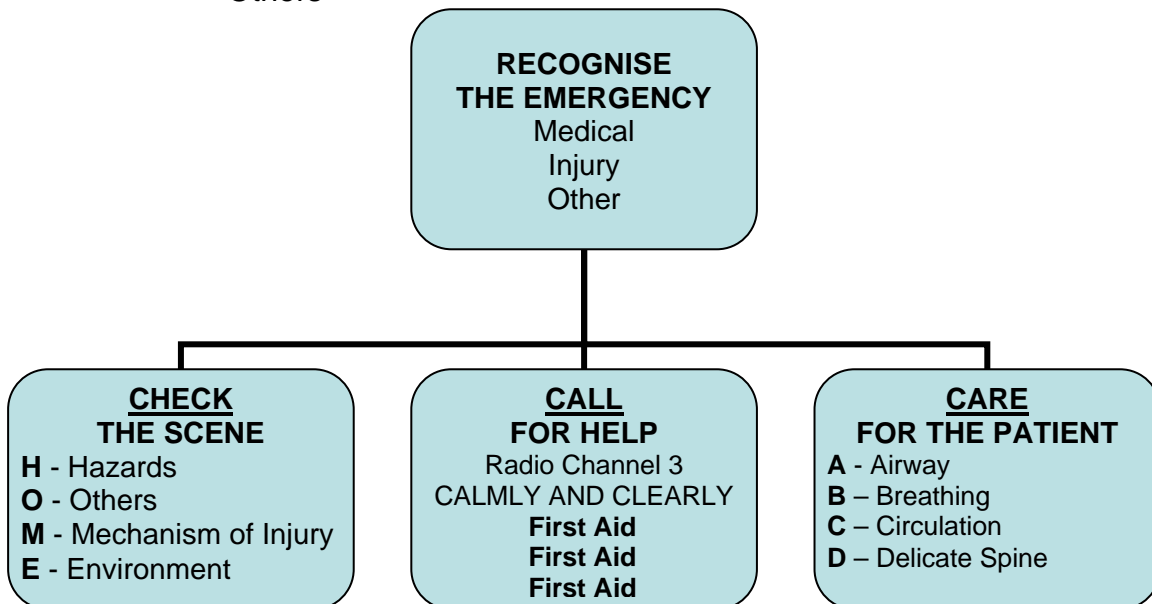 Others
RECOGNISE
THE EMERGENCY
Medical
Injury
Other
CHECK
THE SCENE
H - Hazards
O - Others
M - Mechanism of Injury
E - Environment
CALL
FOR HELP
Radio Channel 3
CALMLY AND CLEARLY
First Aid
First Aid
First Aid
CARE
FOR THE PATIENT
A - Airway
B – Breathing
C – Circulation
D – Delicate Spine